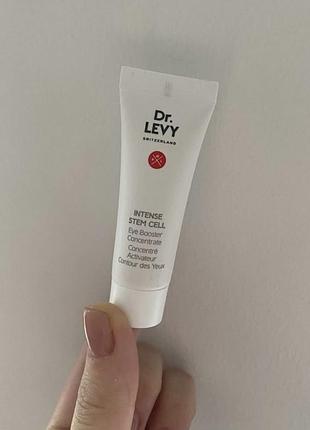 Dr.
LEVY
SWITZERLAND
INTENSE
STEM CELL
Eye Booster
Concentrate
Concentré
Activateur
Contour des Yeux